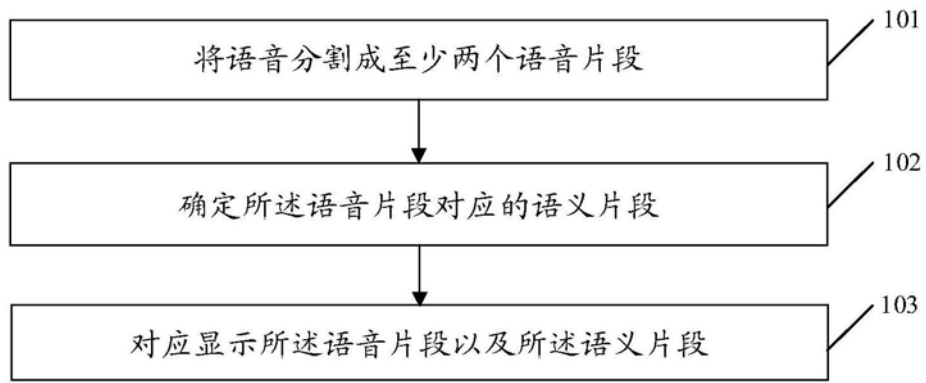 101
将语音分割成至少两个语音片段
102
确定所述语音片段对应的语义片段
103
对应显示所述语音片段以及所述语义片段